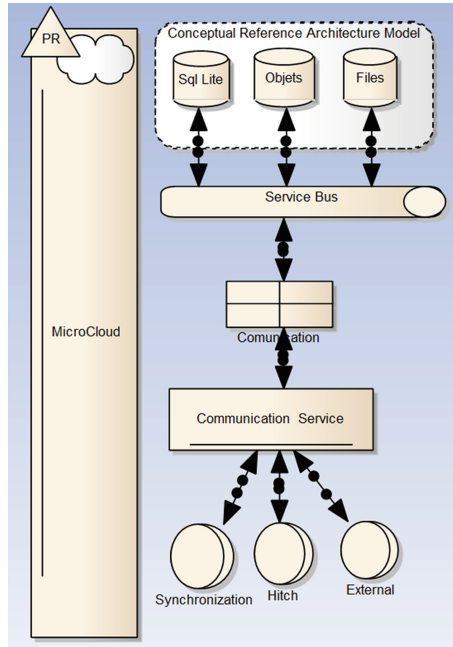 PR
Conceptual Reference Architecture Model
Sql Lite
Objets
Files
Service Bus
MicroCloud
Comunication
Communication Service
Synchronization
Hitch
External